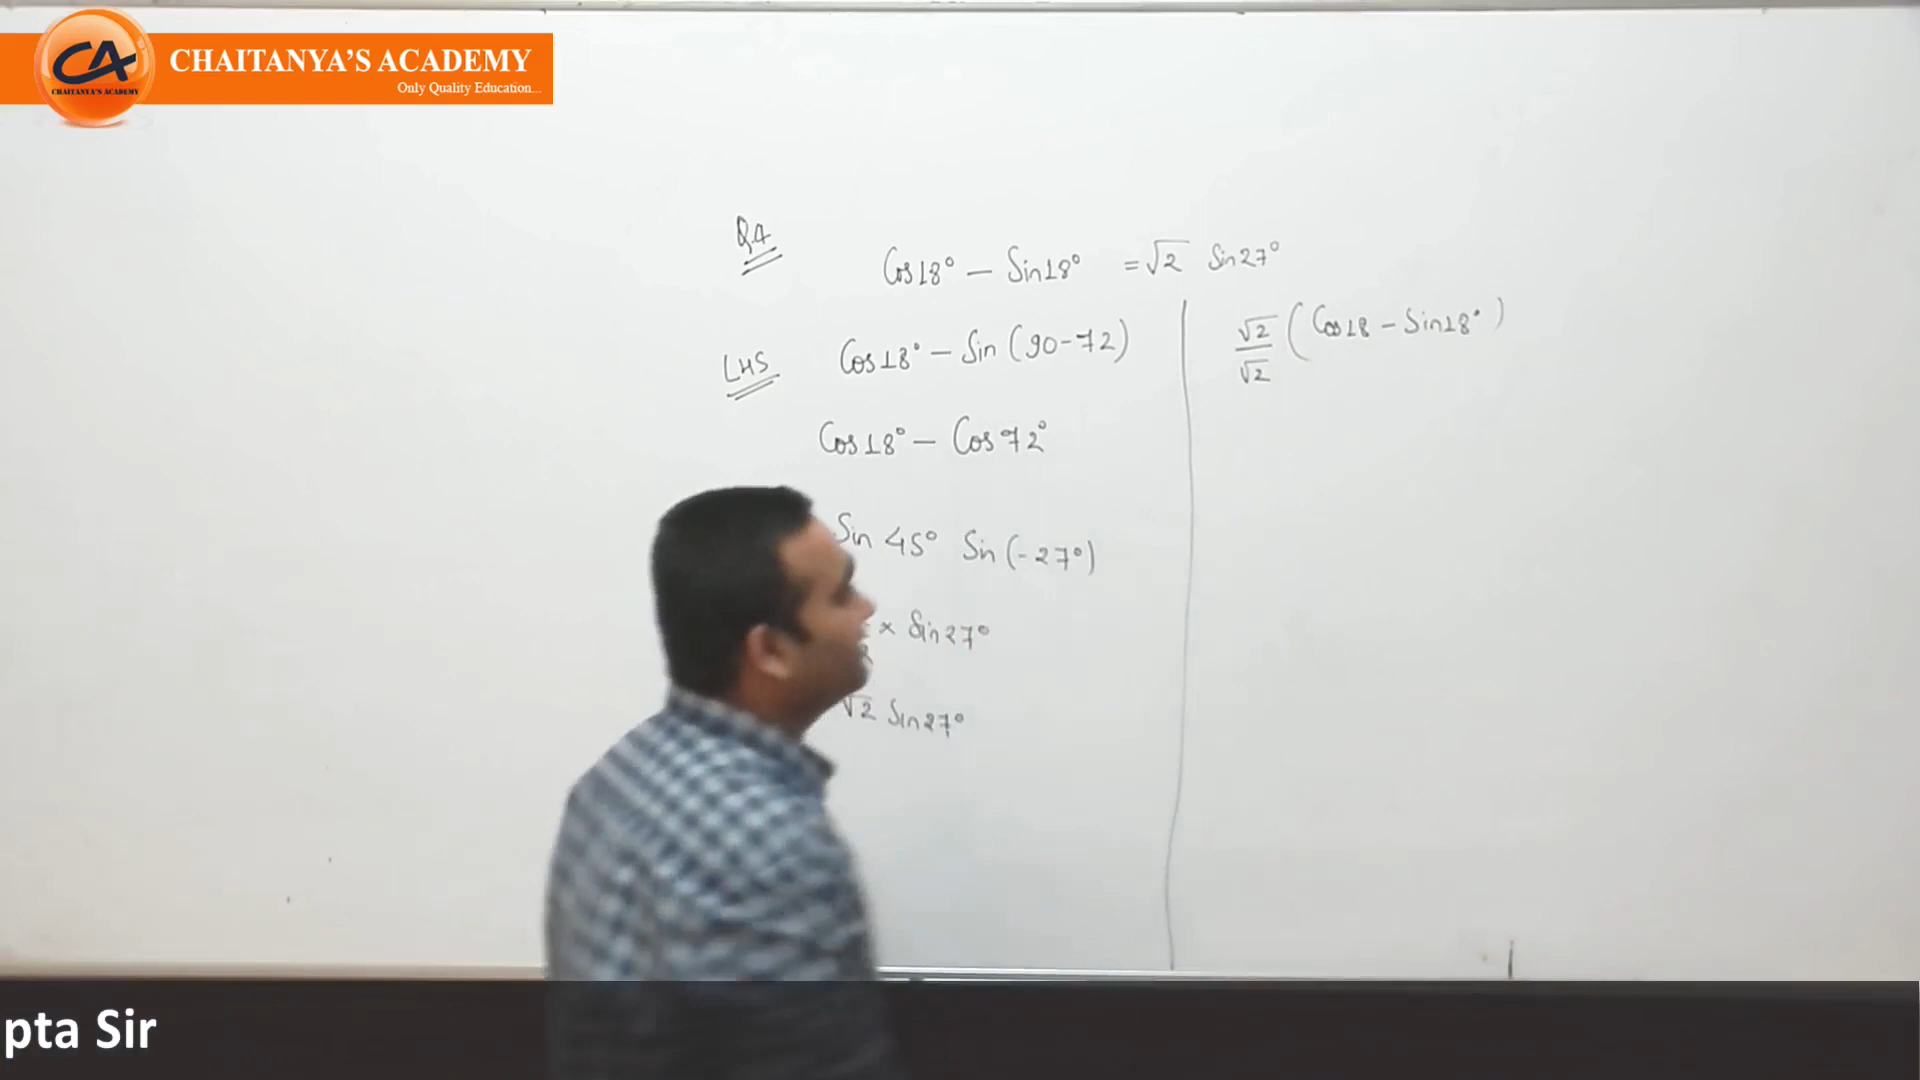 CA
CHAITANYA'S ACADEMY
CHAITANYA'S ACADEMY
Only Quality Education...
Q.4
Cos18° − Sin18° = √2 Sin27°
LHS
Cos18° − Sin(90−72)
Cos18° − Cos72°
Sin 45° Sin(−27°)
× Sin27°
√2 Sin27°
√2/√2 (Cos18 − Sin18°)
pta Sir